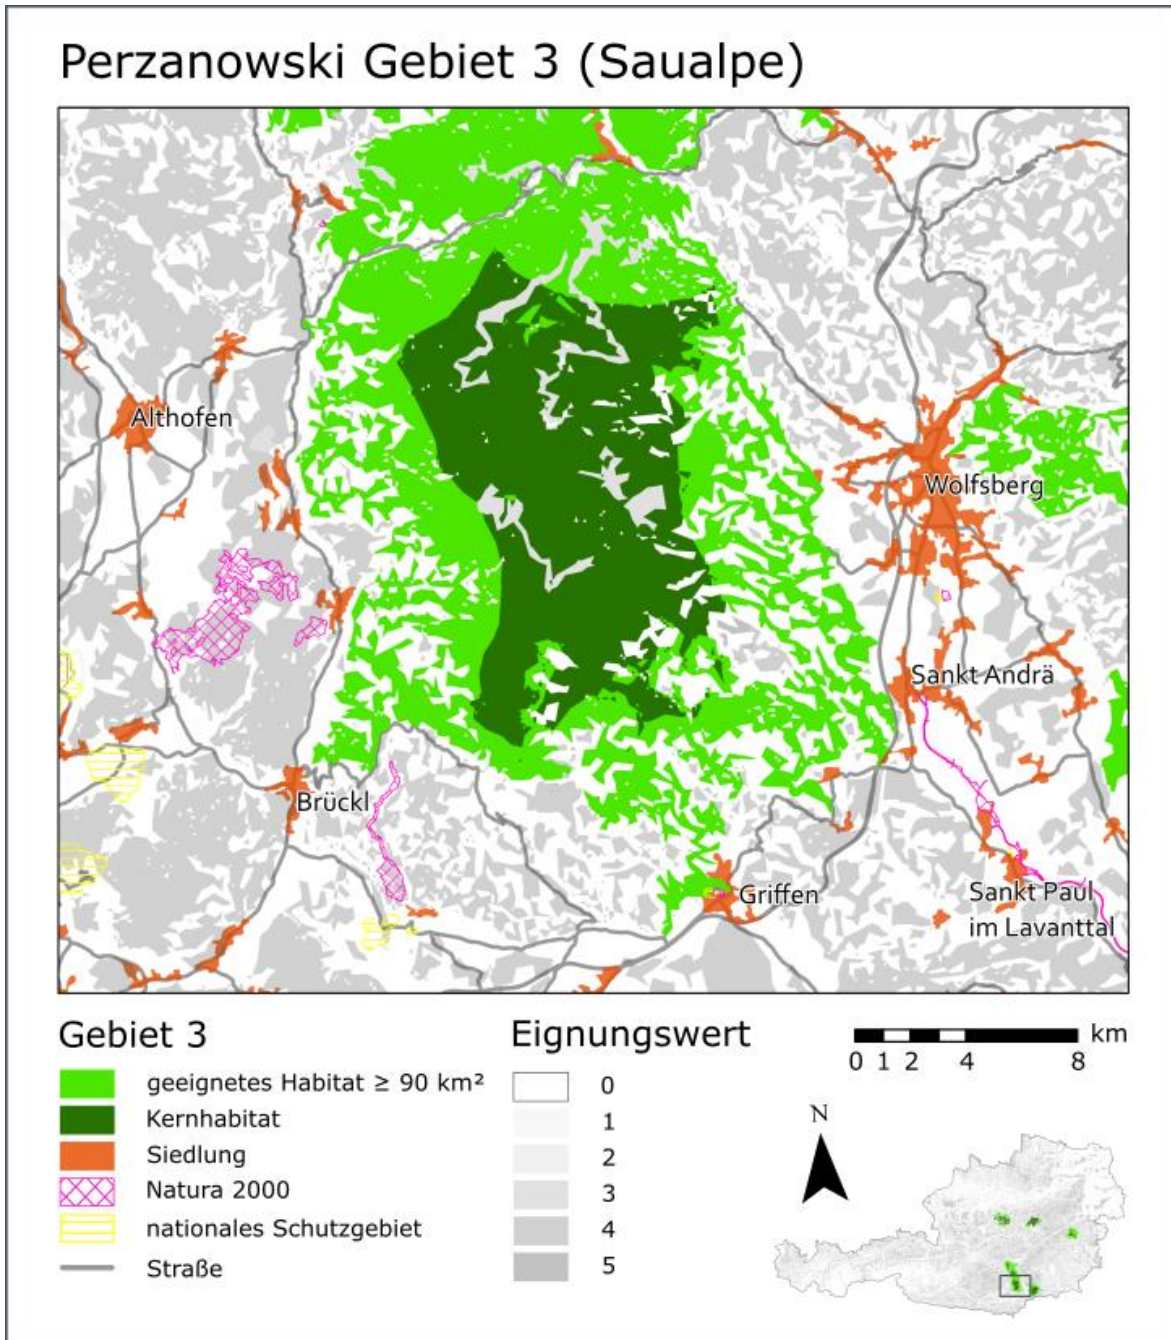 Perzanowski Gebiet 3 (Saualpe)
Althofen
Wolfsberg
Sankt Andrä
Brückl
Griffen
Sankt Paul
im Lavanttal
Gebiet 3
geeignetes Habitat ≥ 90 km²
Kernhabitat
Siedlung
Natura 2000
nationales Schutzgebiet
Straße
Eignungswert
0
1
2
3
4
5
km
0 1 2 4 8
N